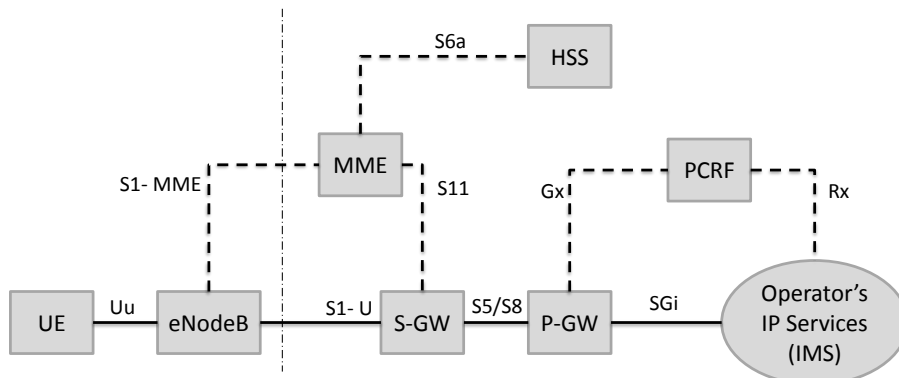 S6a
HSS
MME
PCRF
S1- MME
S11
Gx
Rx
UE
Uu
eNodeB
S1- U
S-GW
S5/S8
P-GW
SGi
Operator's
IP Services
(IMS)